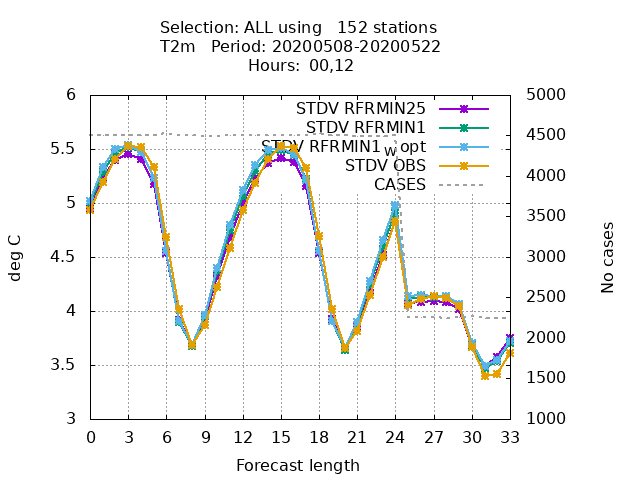 Selection: ALL using 152 stations
T2m Period: 20200508-20200522
Hours: 00,12
6
5.5
5
4.5
4
3.5
3
deg C
STDV RFRMIN25
STDV RFRMIN1
STDV RFRMIN1w opt
STDV OBS
CASES
5000
4500
4000
3500
3000
2500
2000
1500
1000
No cases
0 3 6 9 12 15 18 21 24 27 30 33
Forecast length